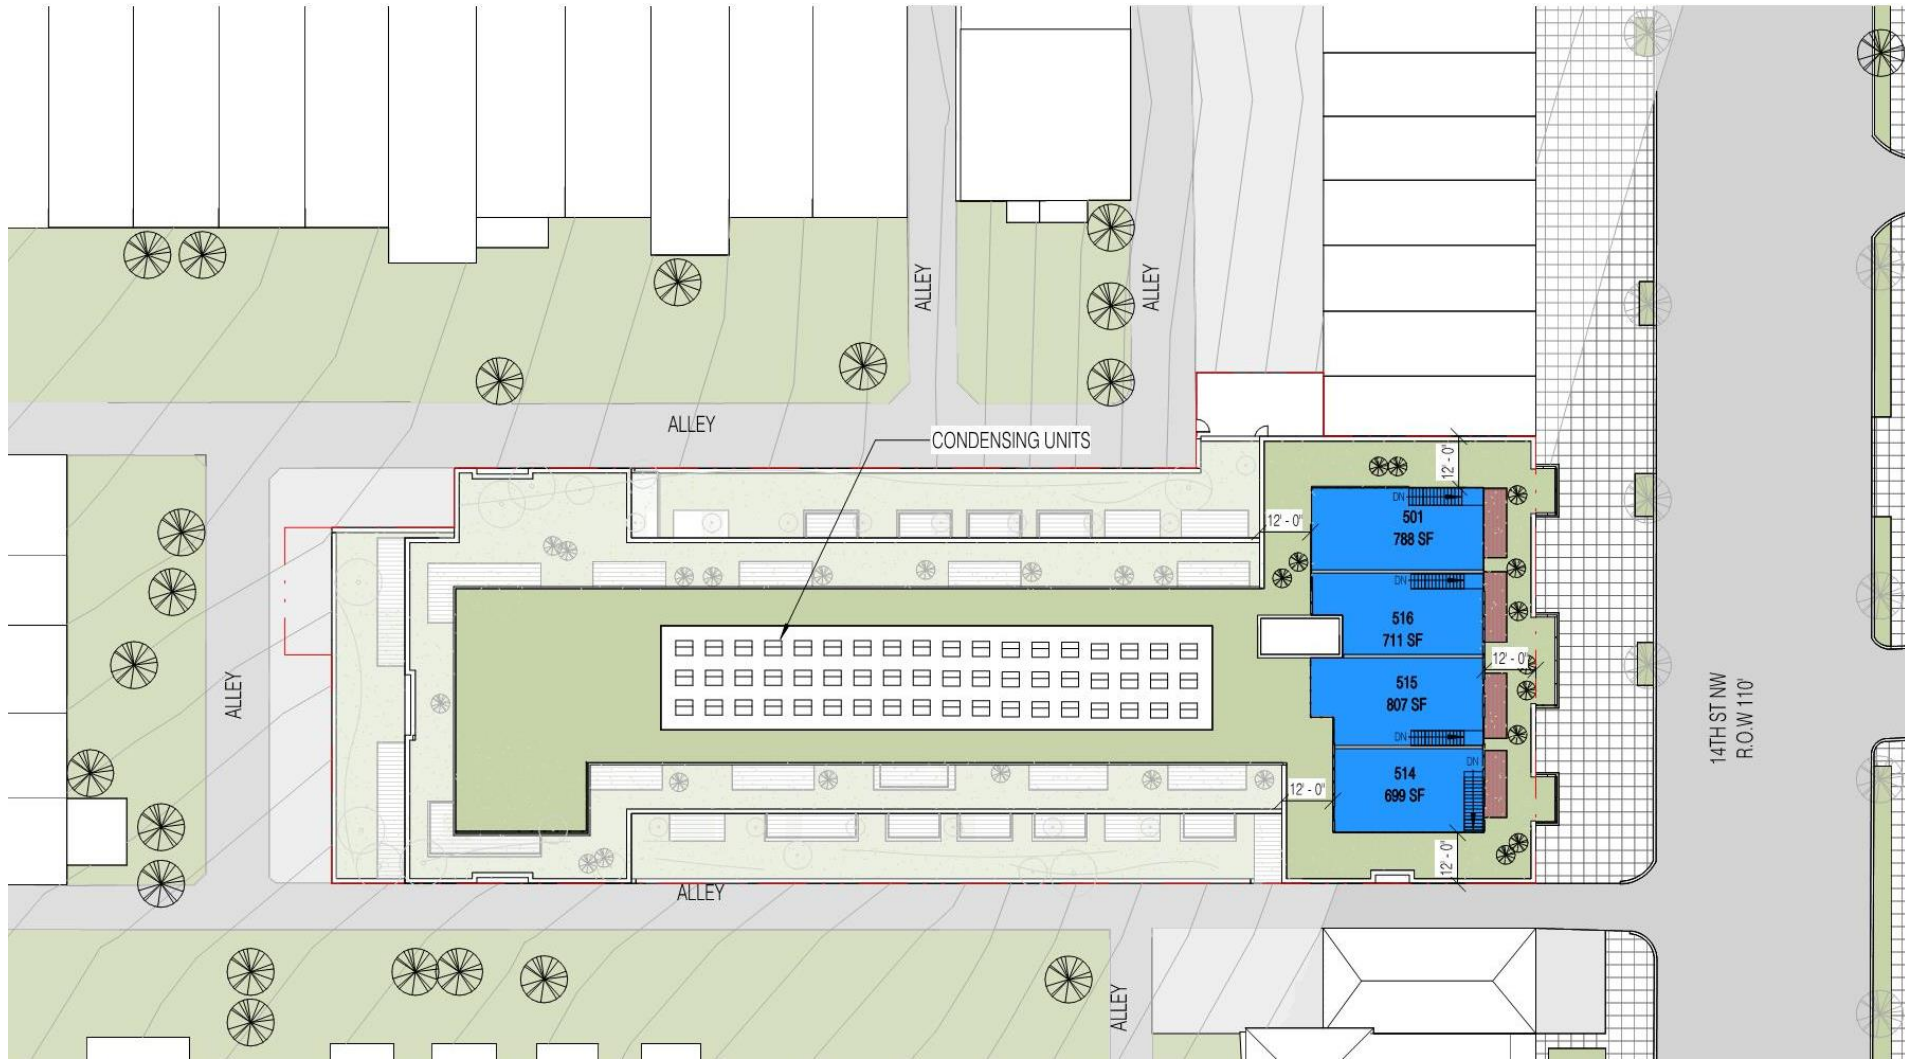 ALLEY
ALLEY
ALLEY
CONDENSING UNITS
12' - 0"
DN
501
788 SF
12' - 0"
DN
516
711 SF
12' - 0"
515
807 SF
DN
ALLEY
14TH ST NW
R.O.W 110'
DN
514
699 SF
12' - 0"
12' - 0"
ALLEY
ALLEY